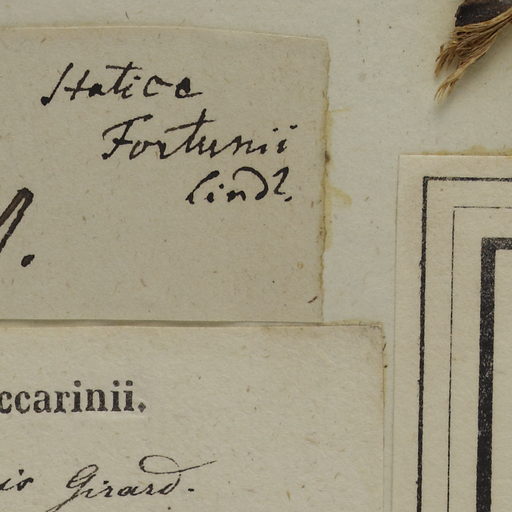 Statice
Fortunii
Lindl.
ccarinii.
Girard.